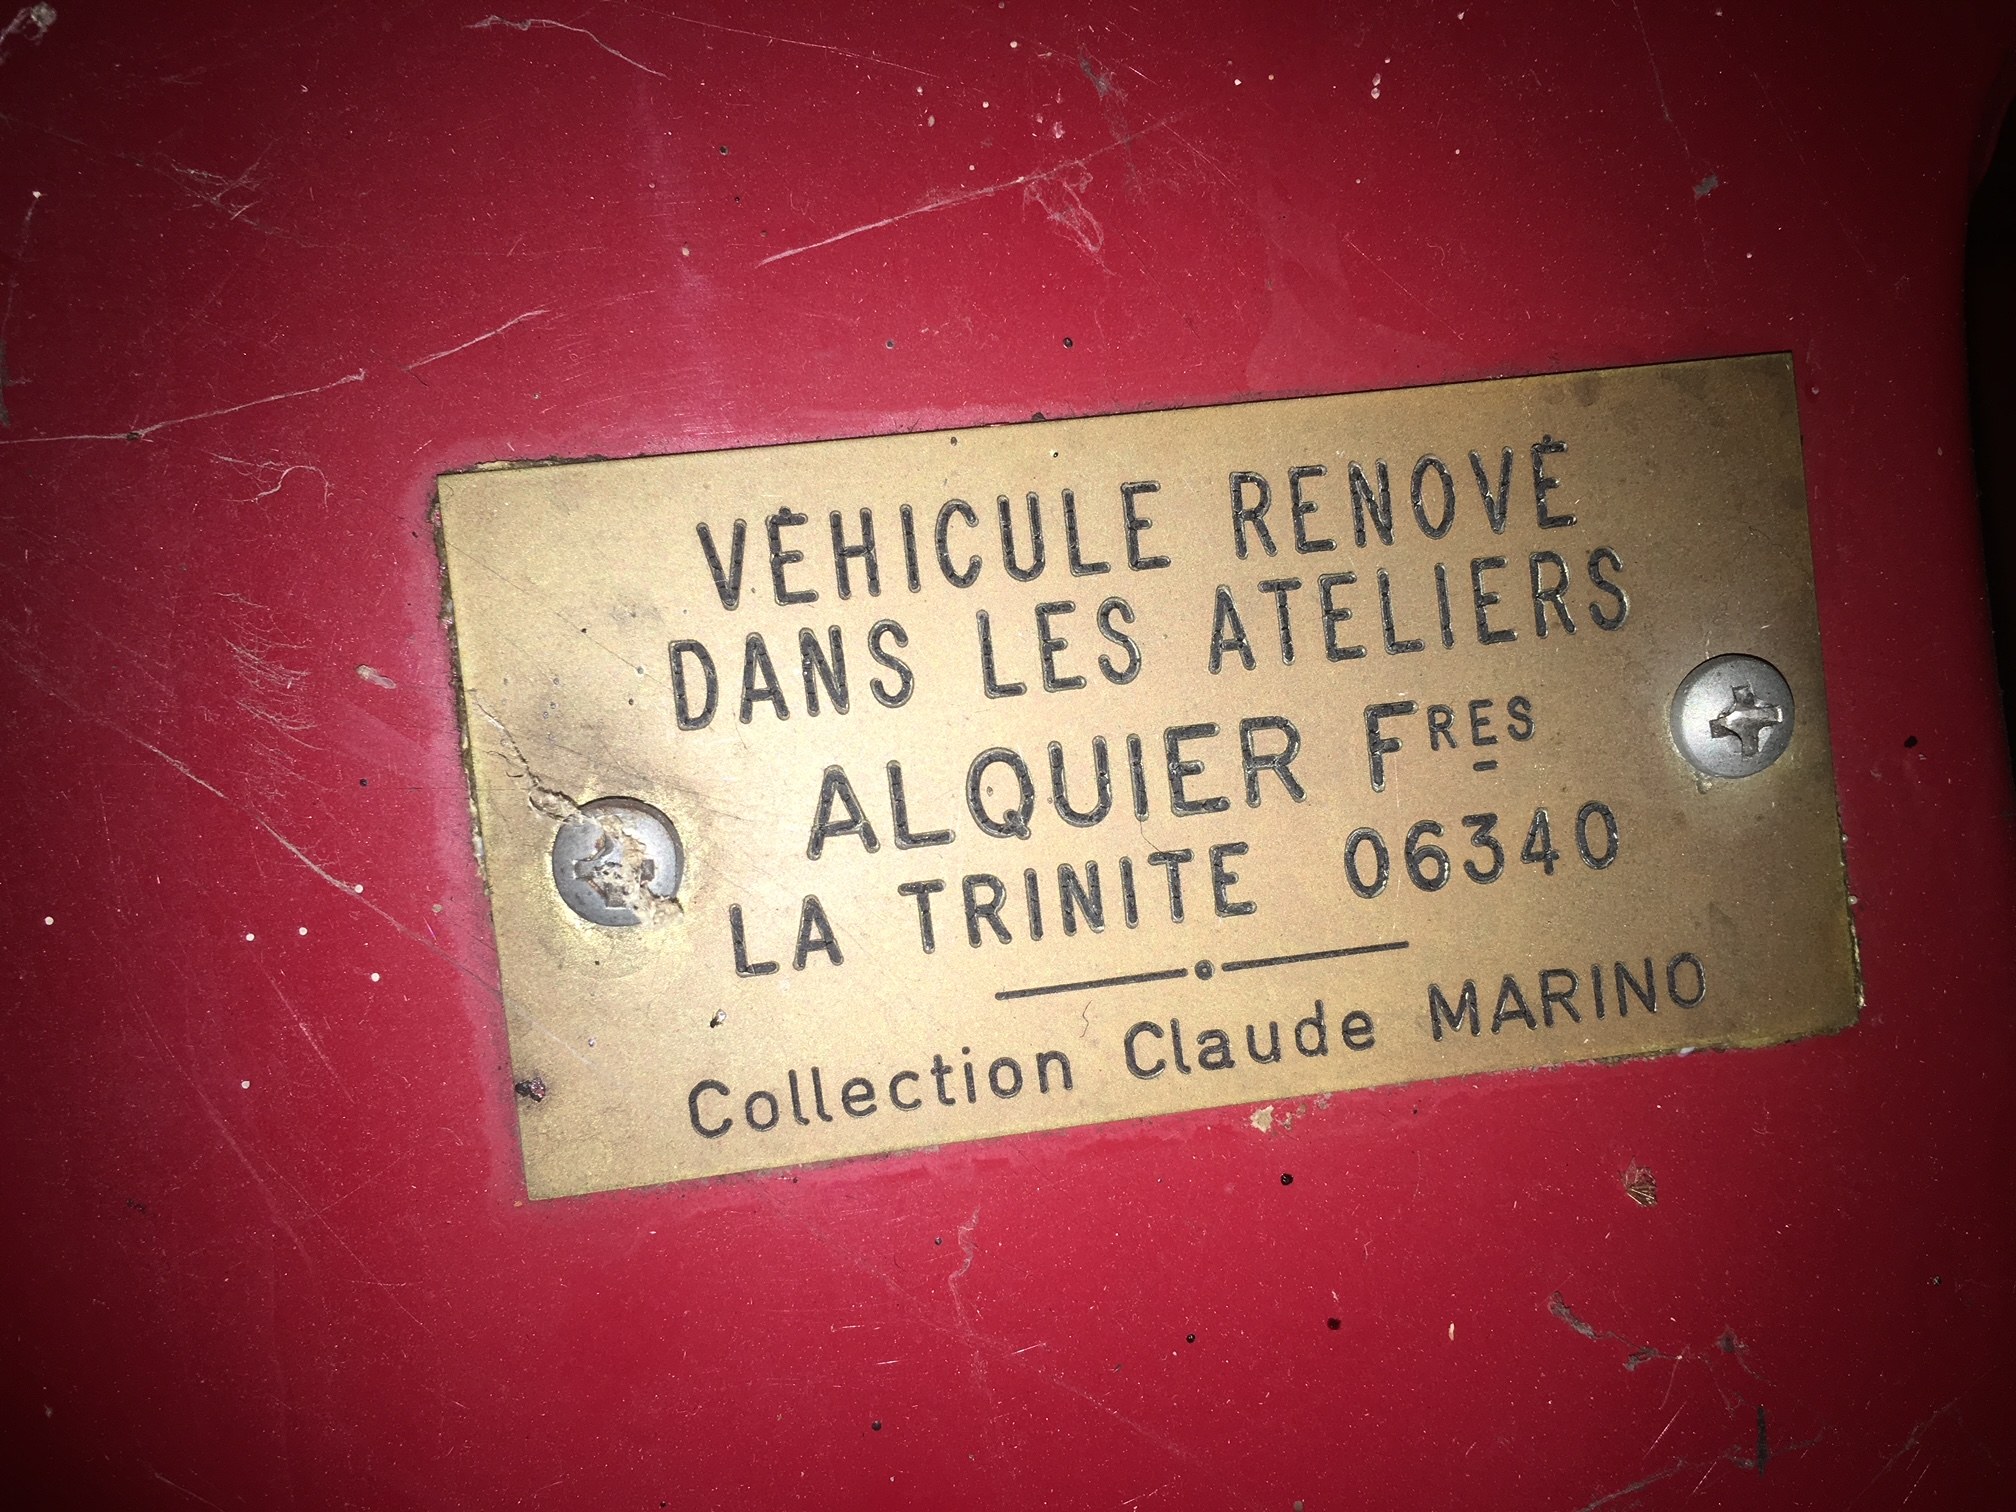 VÉHICULE RENOVÉ
DANS LES ATELIERS
ALQUIER FRES
LA TRINITE 06340
Collection Claude MARINO